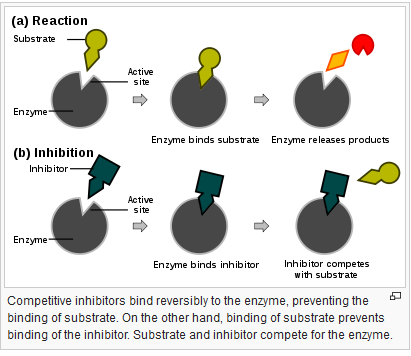 (a) Reaction
Substrate
Active
site
Enzyme
Enzyme binds substrate
Enzyme releases products
(b) Inhibition
Inhibitor
Active
site
Enzyme
Enzyme binds inhibitor
Inhibitor competes
with substrate
Competitive inhibitors bind reversibly to the enzyme, preventing the
binding of substrate. On the other hand, binding of substrate prevents
binding of the inhibitor. Substrate and inhibitor compete for the enzyme.